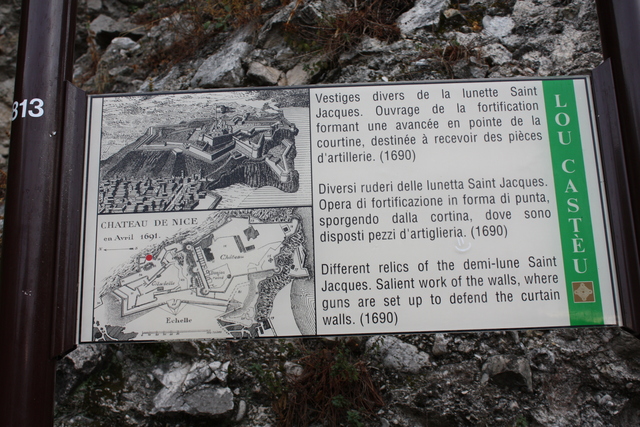 313
Vestiges divers de la lunette Saint
Jacques. Ouvrage de la fortification
formant une avancée en pointe de la
courtine, destinée à recevoir des pièces
d'artillerie. (1690)
Diversi ruderi delle lunetta Saint Jacques.
Opera di fortificazione in forma di punta,
sporgendo dalla cortina, dove sono
disposti pezzi d'artiglieria. (1690)
Different relics of the demi-lune Saint
Jacques. Salient work of the walls, where
guns are set up to defend the curtain
walls. (1690)
LOU CASTÈU
CHATEAU DE NICE
en Avril 1691.
Château
Citadelle
Echelle